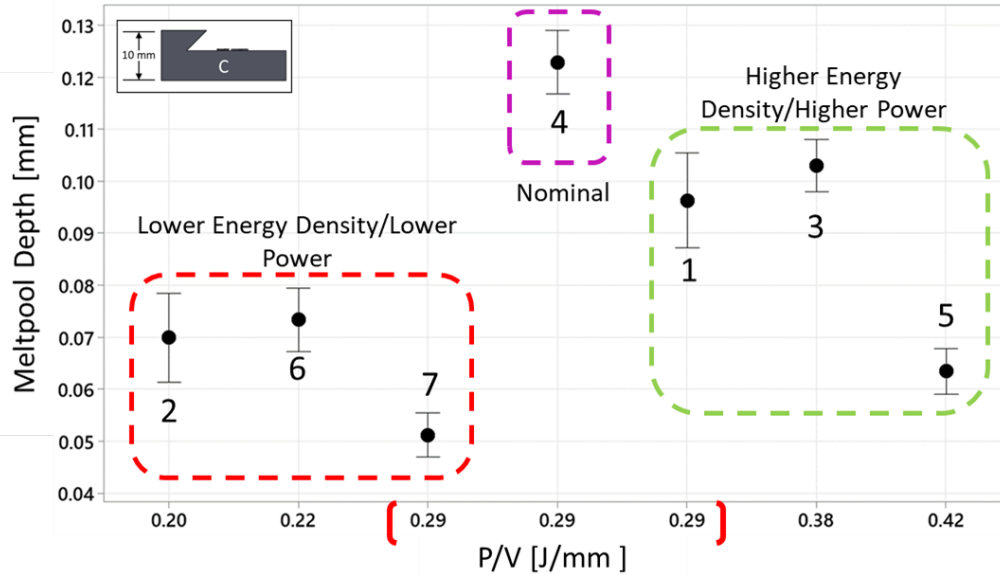 0.13
0.12
0.11
0.10
0.09
0.08
0.07
0.06
0.05
0.04
Meltpool Depth [mm]
10 mm
C
4
Nominal
Higher Energy
Density/Higher Power
1
3
5
Lower Energy Density/Lower
Power
2
6
7
0.20 0.22 0.29 0.29 0.29 0.38 0.42
P/V [J/mm ]